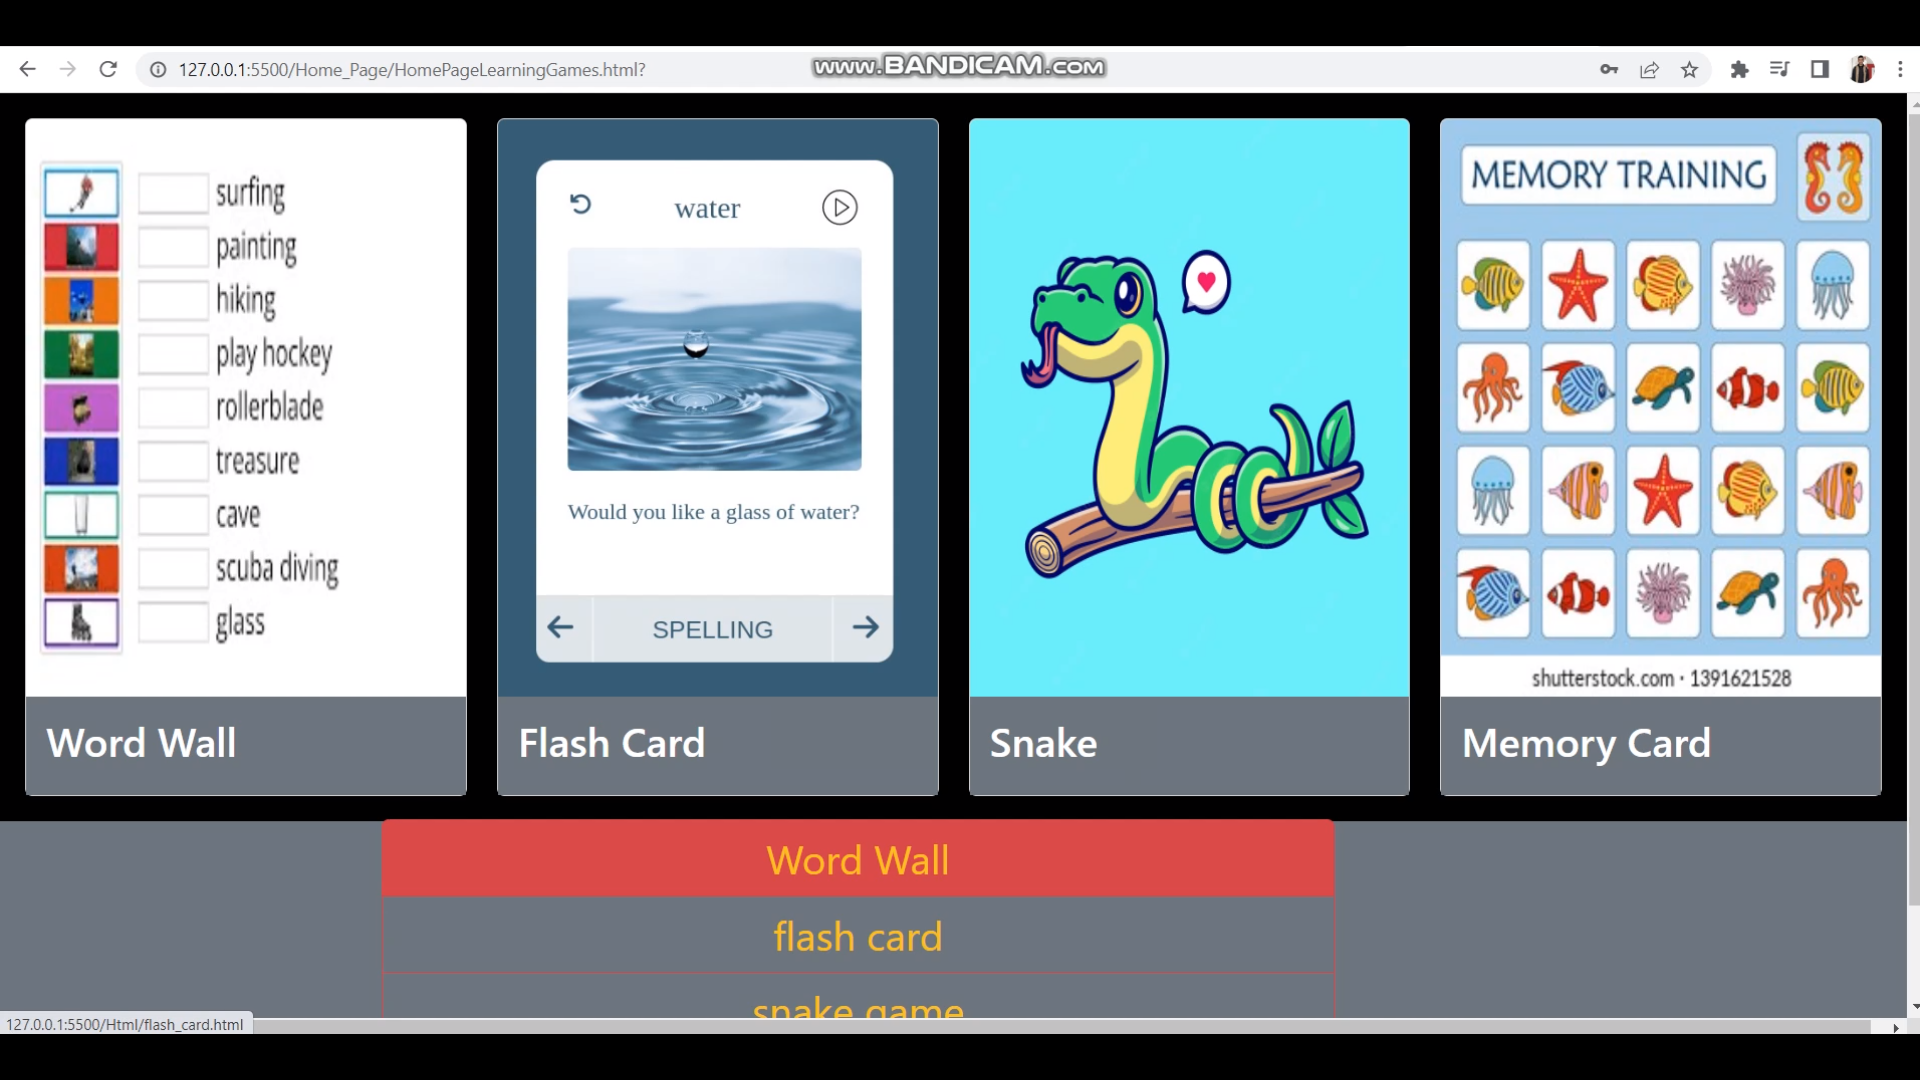 127.0.0.1:5500/Home_Page/HomePageLearningGames.html?
www.BANDICAM.com
surfing
painting
hiking
play hockey
rollerblade
treasure
cave
scuba diving
glass
Word Wall
water
Would you like a glass of water?
SPELLING
Flash Card
Snake
MEMORY TRAINING
shutterstock.com · 1391621528
Memory Card
Word Wall
flash card
snake game
127.0.0.1:5500/Html/flash_card.html